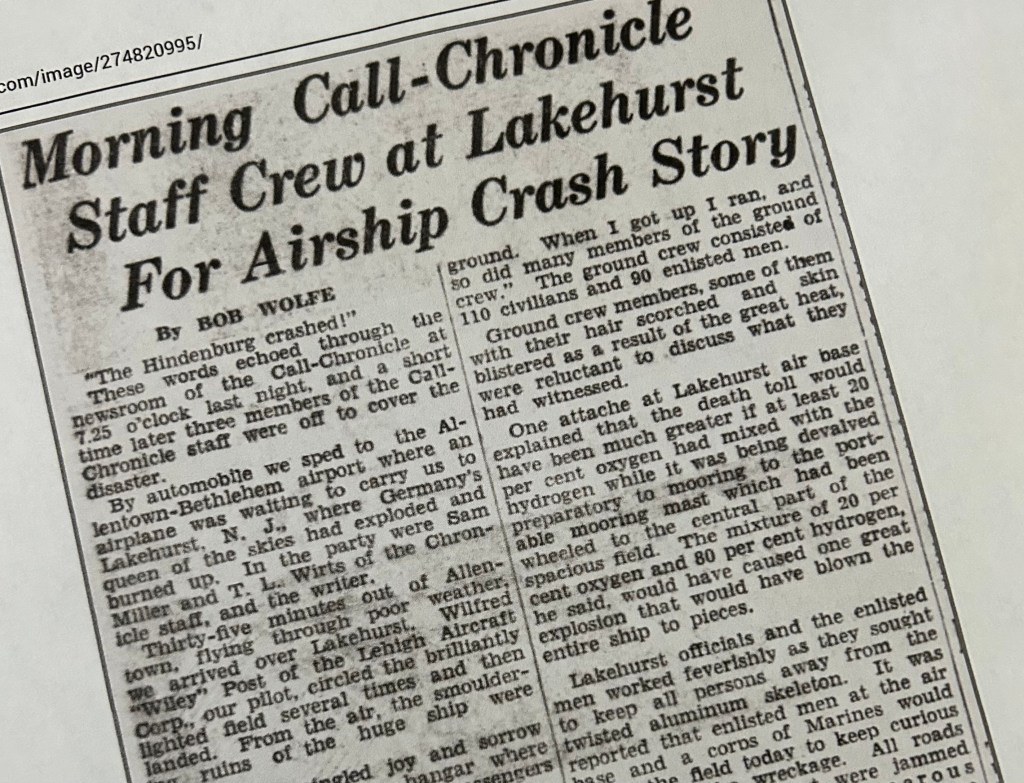 com/image/274820995/
Morning Call-Chronicle
Staff Crew at Lakehurst
For Airship Crash Story
By BOB WOLFE
"The Hindenburg crashed!"
These words echoed through the
newsroom of the Call-Chronicle at
7.25 o'clock last night, and a short
time later three members of the Call-
Chronicle staff were off to cover the
disaster.
By automobile we sped to the Al-
lentown-Bethlehem airport where an
airplane was waiting to carry us to
Lakehurst, N. J., where Germany's
queen of the skies had exploded and
burned up. In the party were Sam
Miller and T. L. Wirts of the Chron-
icle staff, and the writer.
Thirty-five minutes out of Allen-
town, flying through poor weather,
we arrived over Lakehurst. Wilfred
"Wiley" Post of the Lehigh Aircraft
Corp., our pilot, circled the brilliantly
lighted field several times and then
landed. From the air, the smoulder-
ruins of the huge ship were
joy and sorrow
hangar where
ground. When I got up I ran, and
so did many members of the ground
crew." The ground crew consisted of
110 civilians and 90 enlisted men.
Ground crew members, some of them
with their hair scorched and skin
blistered as a result of the great heat,
were reluctant to discuss what they
had witnessed.
One attache at Lakehurst air base
explained that the death toll would
have been much greater if at least 20
per cent oxygen had mixed with the
hydrogen while it was being devalved
preparatory to mooring to the port-
able mooring mast which had been
wheeled to the central part of the
spacious field. The mixture of 20 per
cent oxygen and 80 per cent hydrogen,
he said, would have caused one great
explosion that would have blown the
entire ship to pieces.
Lakehurst officials and the enlisted
men worked feverishly as they sought
to keep all persons away from the
twisted aluminum skeleton. It was
reported that enlisted men at the air
base and a corps of Marines would
field today to keep curious
wreckage. All roads
were jammed